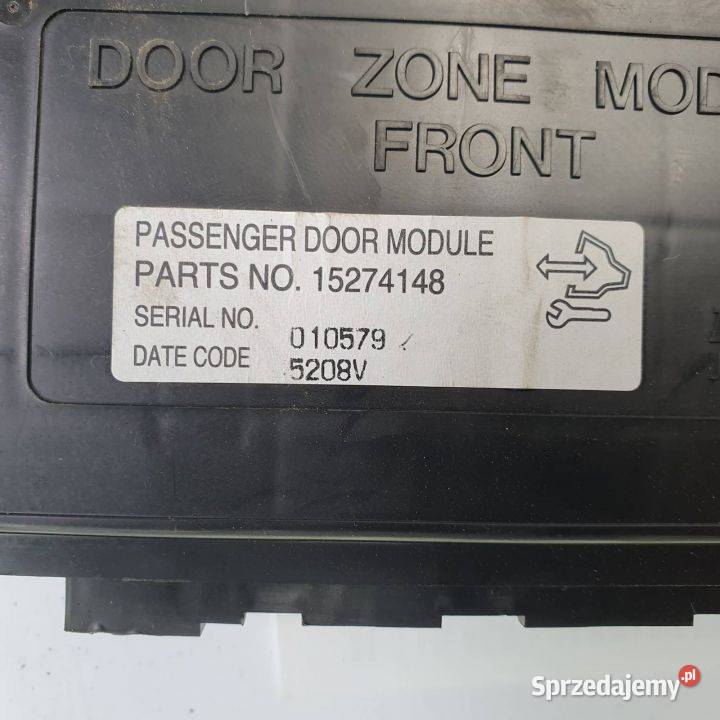 DOOR ZONE MOD
FRONT
PASSENGER DOOR MODULE
PARTS NO. 15274148
SERIAL NO. 010579
DATE CODE 5208V
Sprzedajemy.pl